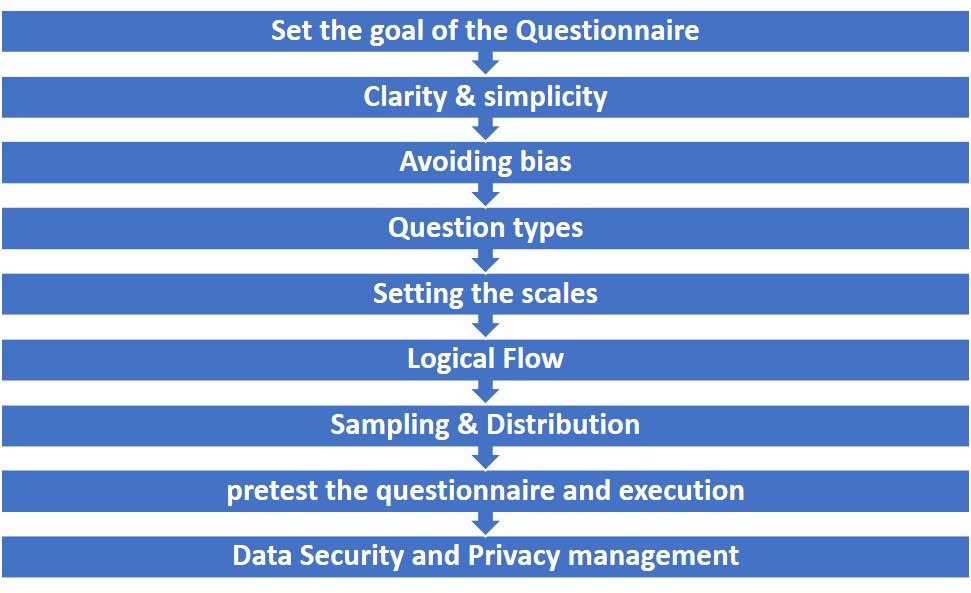 Set the goal of the Questionnaire
Clarity & simplicity
Avoiding bias
Question types
Setting the scales
Logical Flow
Sampling & Distribution
pretest the questionnaire and execution
Data Security and Privacy management